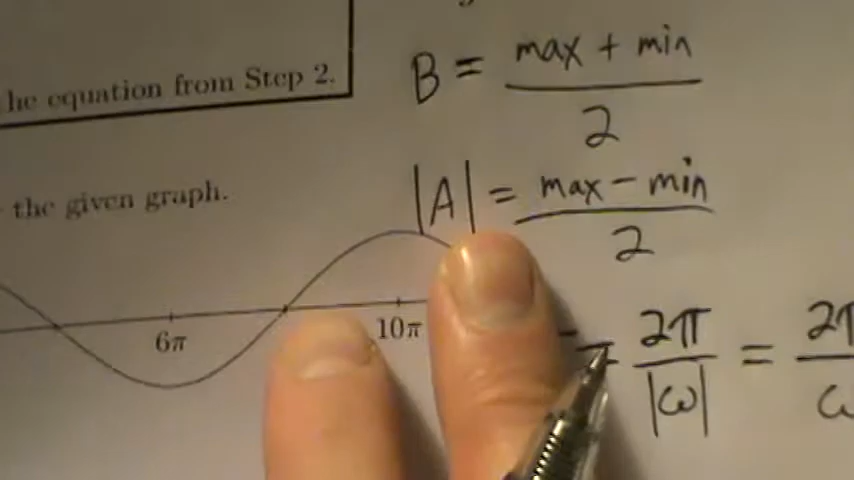 he equation from Step 2.
the given graph.
6π
10π
B = max + min / 2
|A| = max - min / 2
= 2π / |ω| = 2π / ω